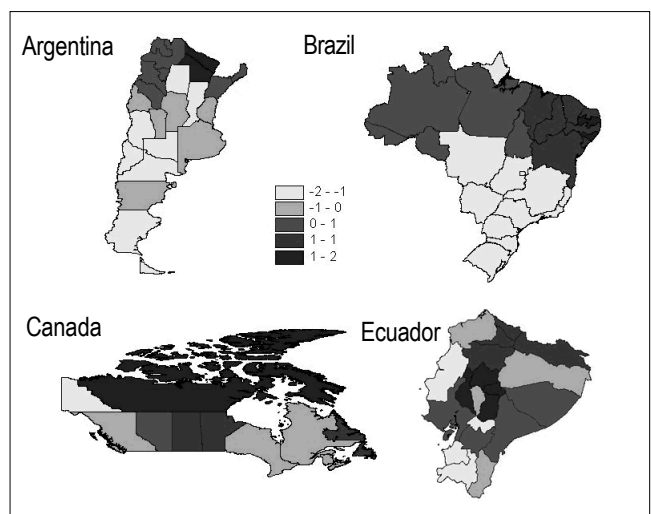 Argentina
Brazil
-2 - -1
-1 - 0
0 - 1
1 - 1
1 - 2
Canada
Ecuador